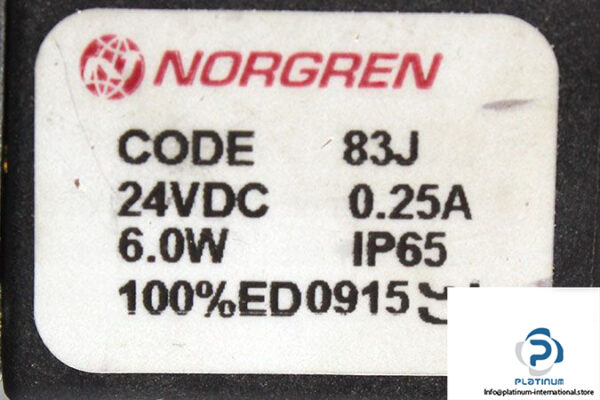 NORGREN
CODE 83J
24VDC 0.25A
6.0W IP65
100%ED0915
PLATINUM
Info@platinum-international.store